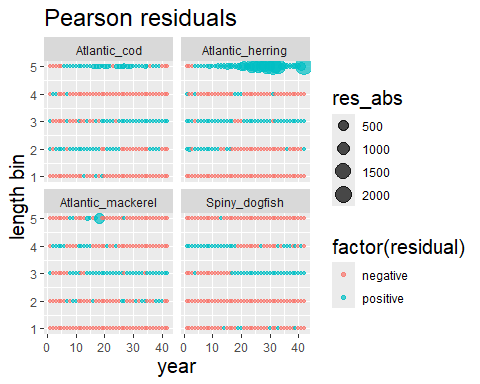 Pearson residuals
Atlantic_cod
Atlantic_herring
5
4
3
2
1
Atlantic_mackerel
Spiny_dogfish
5
4
3
2
1
0 10 20 30 40 0 10 20 30 40
year
length bin
res_abs
500
1000
1500
2000
factor(residual)
negative
positive